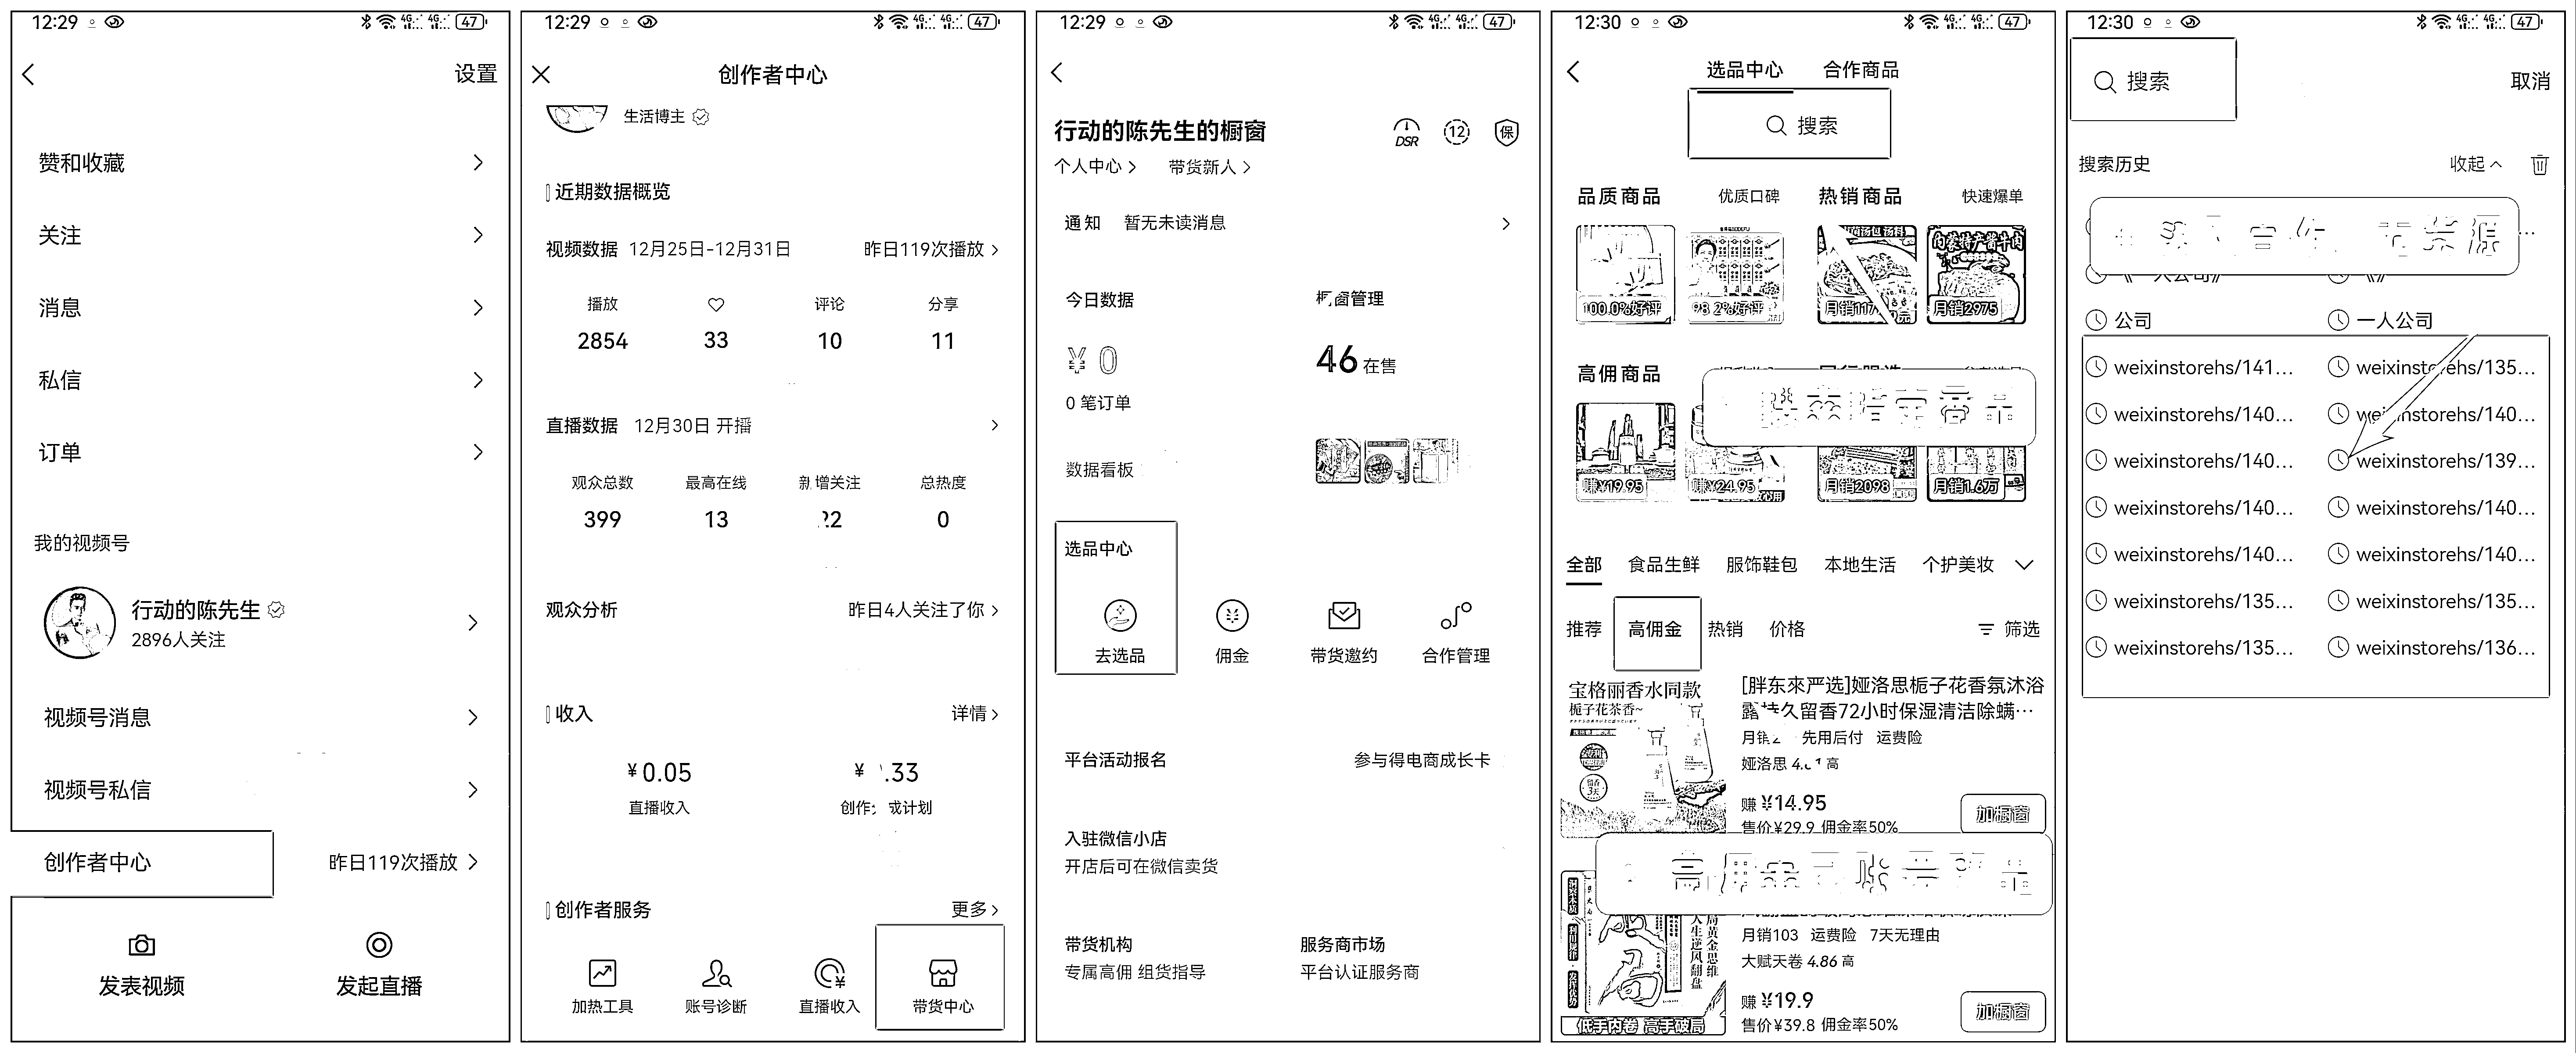 12:29
47
设置
赞和收藏
关注
消息
私信
订单
我的视频号
行动的陈先生
2896人关注
视频号消息
视频号私信
创作者中心 昨日119次播放
发表视频 发起直播
12:29
47
创作者中心
生活博主
近期数据概览
视频数据 12月25日-12月31日 昨日119次播放
播放 评论 分享
2854 33 10 11
直播数据 12月30日 开播
观众总数 最高在线 新增关注 总热度
399 13 22 0
观众分析 昨日4人关注了你
收入 详情
¥0.05 ¥ .33
直播收入
创作者服务 更多
加热工具 账号诊断 直播收入 带货中心
12:29
47
行动的陈先生的橱窗
DSR 12 保
个人中心 带货新人
通知 暂无未读消息
今日数据 橱窗管理
¥0 46在售
0 笔订单
数据看板
选品中心
去选品 佣金 带货邀约 合作管理
平台活动报名 参与得电商成长卡
入驻微信小店
开店后可在微信卖货
带货机构 服务商市场
专属高佣 组货指导 平台认证服务商
12:30
47
选品中心 合作商品
搜索
品质商品 优质口碑 热销商品 快速爆单
内蒙特产酱牛肉
100.0%好评 98.2%好评 月销117 月销2975
高佣商品
赚¥19.95 赚¥24.95 月销2098 月销1.6万
全部 食品生鲜 服饰鞋包 本地生活 个护美妆
推荐 高佣金 热销 价格 筛选
宝格丽香水同款
栀子花茶香~
留香3天
[胖东来严选]娅洛思栀子花香氛沐浴
露持久留香72小时保湿清洁除螨…
月销 先用后付 运费险
娅洛思 高
赚 ¥14.95
售价¥29.9 佣金率50%
加橱窗
月销103 运费险 7天无理由
大赋天卷 4.86 高
赚 ¥19.9
售价¥39.8 佣金率50%
加橱窗
局黄金思维
人生逆风翻盘
低手内卷 高手破局
12:30
47
搜索 取消
搜索历史 收起
公司 一人公司
weixinstorehs/141... weixinstorehs/135...
weixinstorehs/140... weixinstorehs/140...
weixinstorehs/140... weixinstorehs/139...
weixinstorehs/140... weixinstorehs/140...
weixinstorehs/140... weixinstorehs/140...
weixinstorehs/135... weixinstorehs/135...
weixinstorehs/135... weixinstorehs/136...